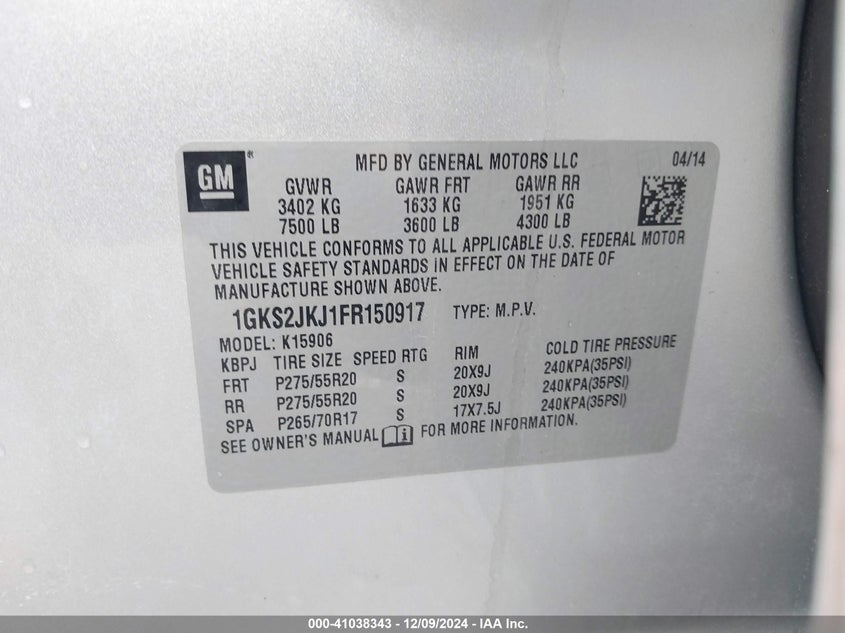 GM® MFD BY GENERAL MOTORS LLC 04/14
GVWR GAWR FRT GAWR RR
3402 KG 1633 KG 1951 KG
7500 LB 3600 LB 4300 LB
THIS VEHICLE CONFORMS TO ALL APPLICABLE U.S. FEDERAL MOTOR
VEHICLE SAFETY STANDARDS IN EFFECT ON THE DATE OF
MANUFACTURE SHOWN ABOVE.
1GKS2JKJ1FR150917 TYPE: M.P.V.
MODEL: K15906
KBPJ TIRE SIZE SPEED RTG RIM COLD TIRE PRESSURE
FRT P275/55R20 S 20X9J 240KPA(35PSI)
RR P275/55R20 S 20X9J 240KPA(35PSI)
SPA P265/70R17 S 17X7.5J 240KPA(35PSI)
SEE OWNER'S MANUAL FOR MORE INFORMATION.
000-41038343 - 12/09/2024 - IAA Inc.